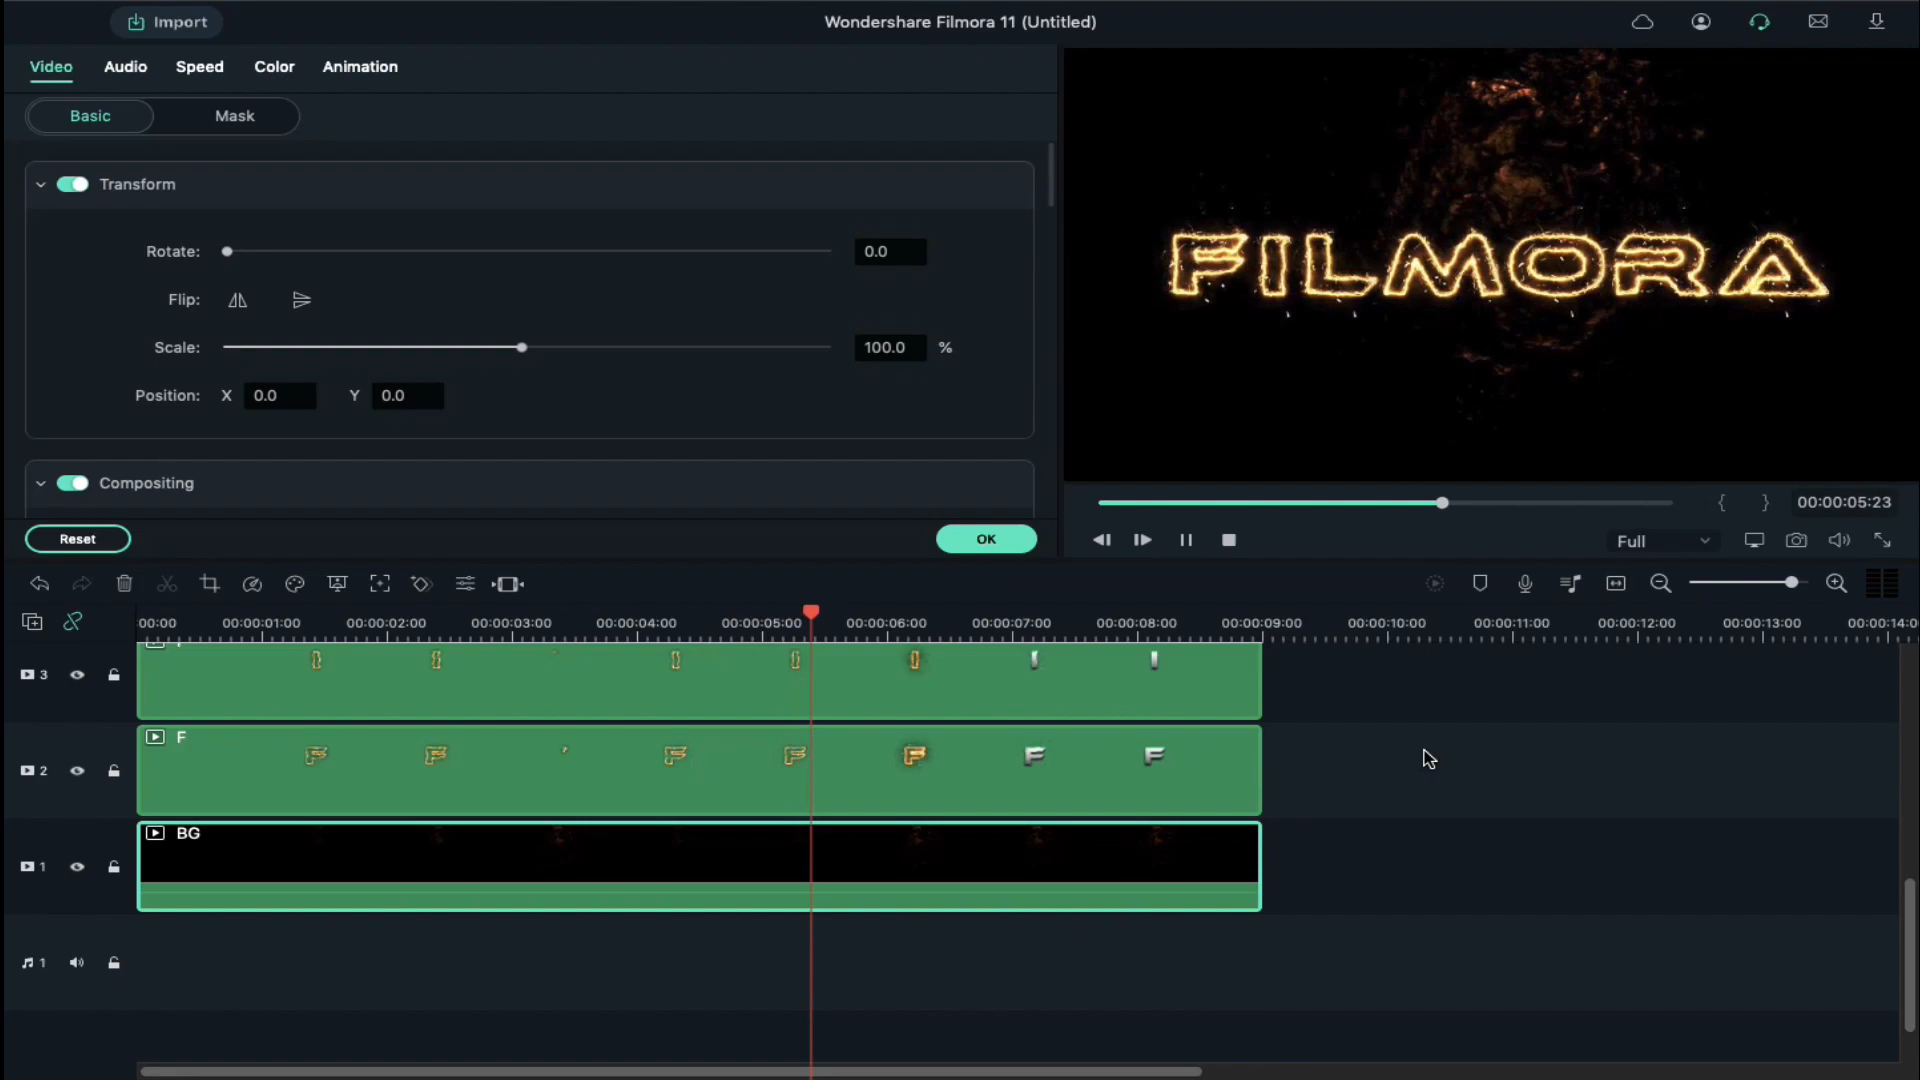 Import
Wondershare Filmora 11 (Untitled)
Video Audio Speed Color Animation
Basic Mask
Transform
Rotate: 0.0
Flip:
Scale: 100.0 %
Position: X 0.0 Y 0.0
Compositing
Reset OK
FILMORA
{ } 00:00:05:23
Full
:00:00 00:00:01:00 00:00:02:00 00:00:03:00 00:00:04:00 00:00:05:00 00:00:06:00 00:00:07:00 00:00:08:00 00:00:09:00 00:00:10:00 00:00:11:00 00:00:12:00 00:00:13:00 00:00:14:0
3
I I I I I I I
2
F
F F F F F F F
1
BG
1